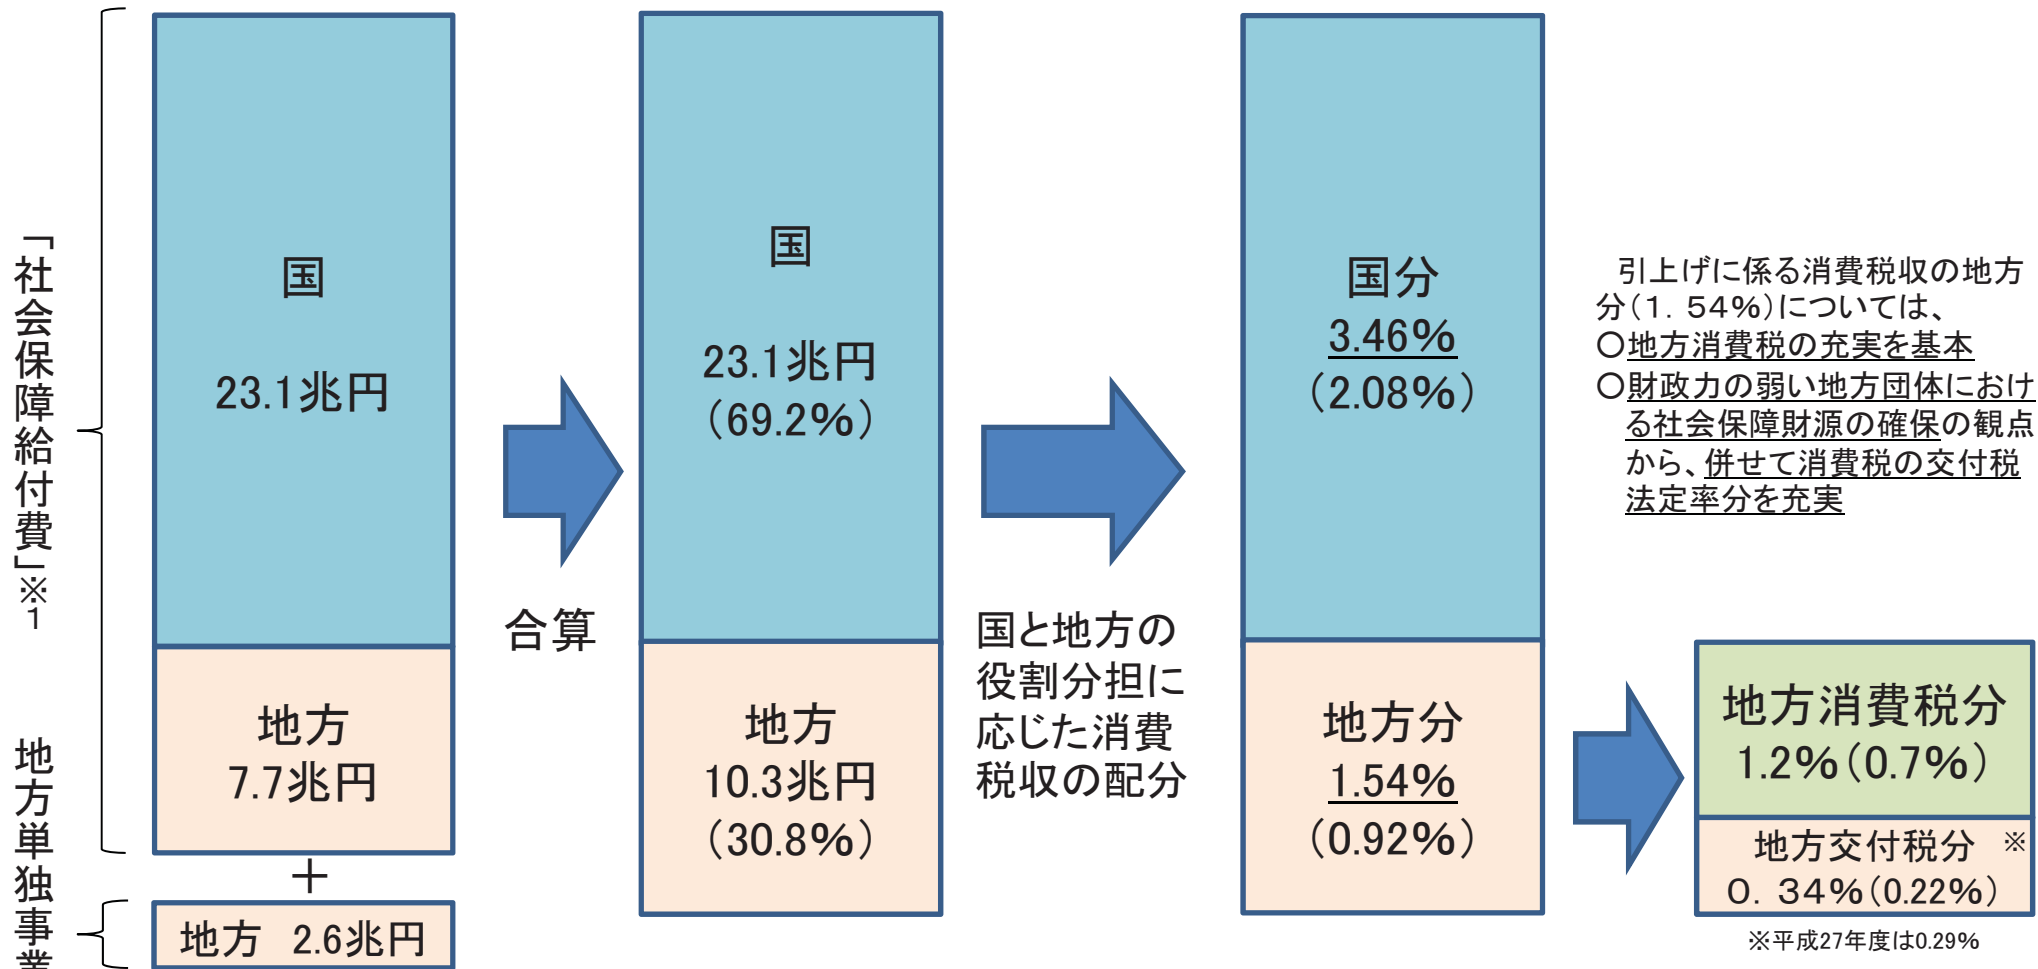 「社会保障給付費」※1
国
23.1兆円
地方
7.7兆円
＋
地方単独事業
地方 2.6兆円
合算
国
23.1兆円
（69.2%）
地方
10.3兆円
（30.8%）
国と地方の
役割分担に
応じた消費
税収の配分
国分
3.46%
（2.08%）
地方分
1.54%
（0.92%）
引上げに係る消費税収の地方
分（1．54%）については、
○地方消費税の充実を基本
○財政力の弱い地方団体におけ
る社会保障財源の確保の観点
から、併せて消費税の交付税
法定率分を充実
地方消費税分
1.2%（0.7%）
地方交付税分 ※
0．34%（0.22%）
※平成27年度は0.29%